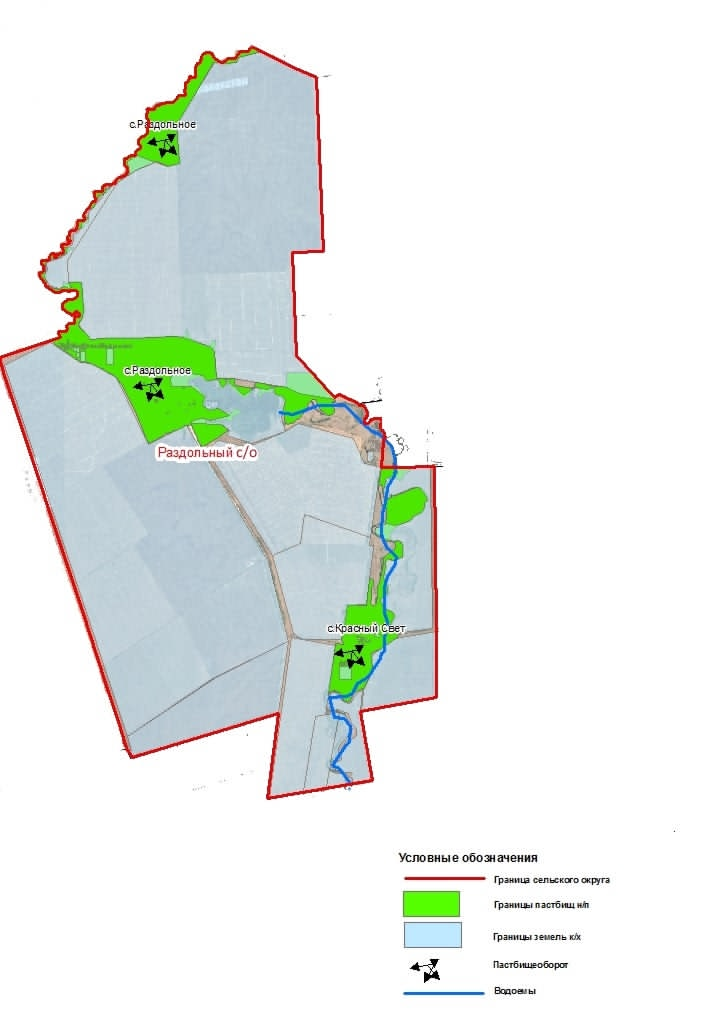 с.Раздольное
с.Раздольное
Раздольный с/о
с.Красный Свет
Условные обозначения
Граница сельского округа
Границы пастбищ н/п
Границы земель к/х
Пастбищеоборот
Водоемы